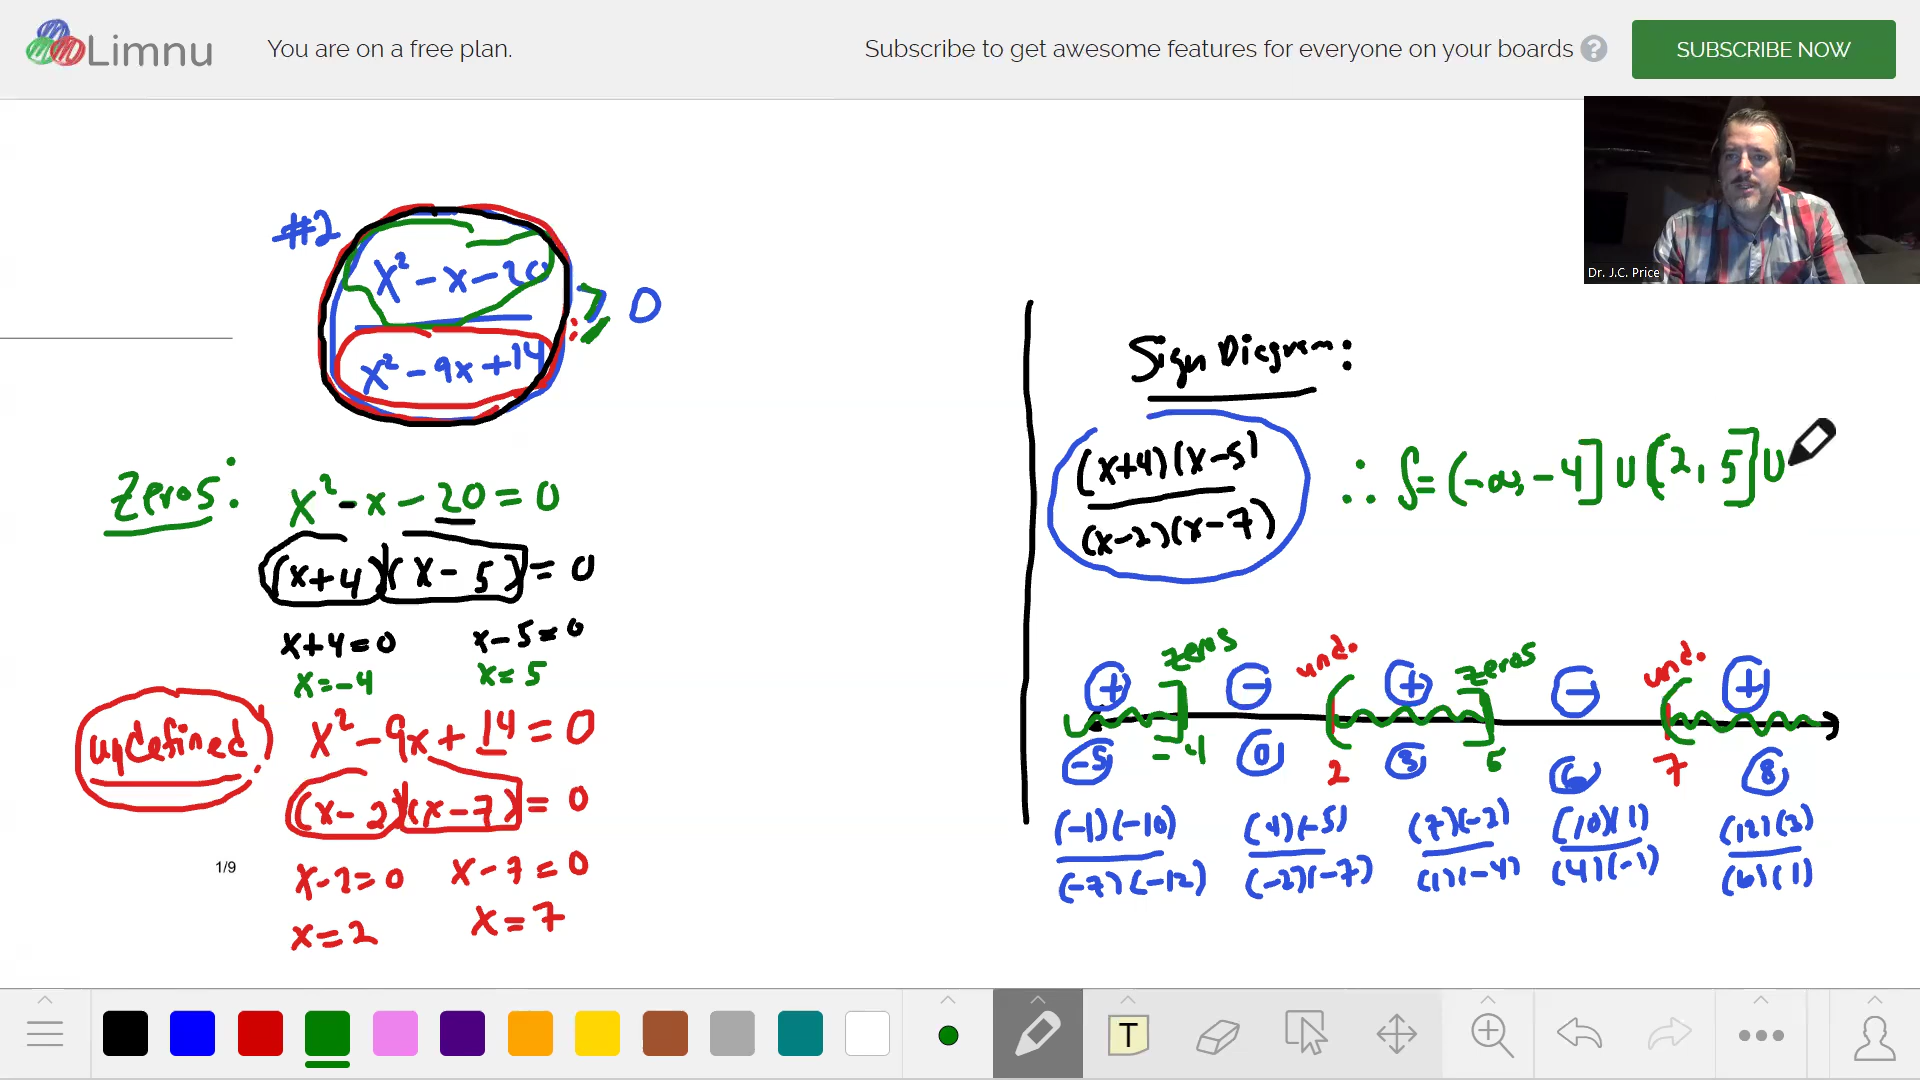 Limnu
You are on a free plan.
Subscribe to get awesome features for everyone on your boards ?
SUBSCRIBE NOW
Dr. J.C. Price
#2
x² - x - 20
x² - 9x + 14
≥ 0
Zeros:
x² - x - 20 = 0
(x+4)(x-5) = 0
x+4=0 x-5=0
x=-4 x=5
undefined:
x² - 9x + 14 = 0
(x-2)(x-7) = 0
x-2=0 x-7=0
x=2 x=7
1/9
Sign Diagram:
(x+4)(x-5)
(x-2)(x-7)
∴ S=(-∞,-4]∪(2,5]∪
zeros und. zeros und.
+ - + - +
-5 -4 0 2 3 5 6 7 8
(-1)(-10) (4)(-5) (7)(-2) (10)(1) (12)(3)
(-7)(-12) (-2)(-7) (1)(-4) (4)(-1) (6)(1)
T